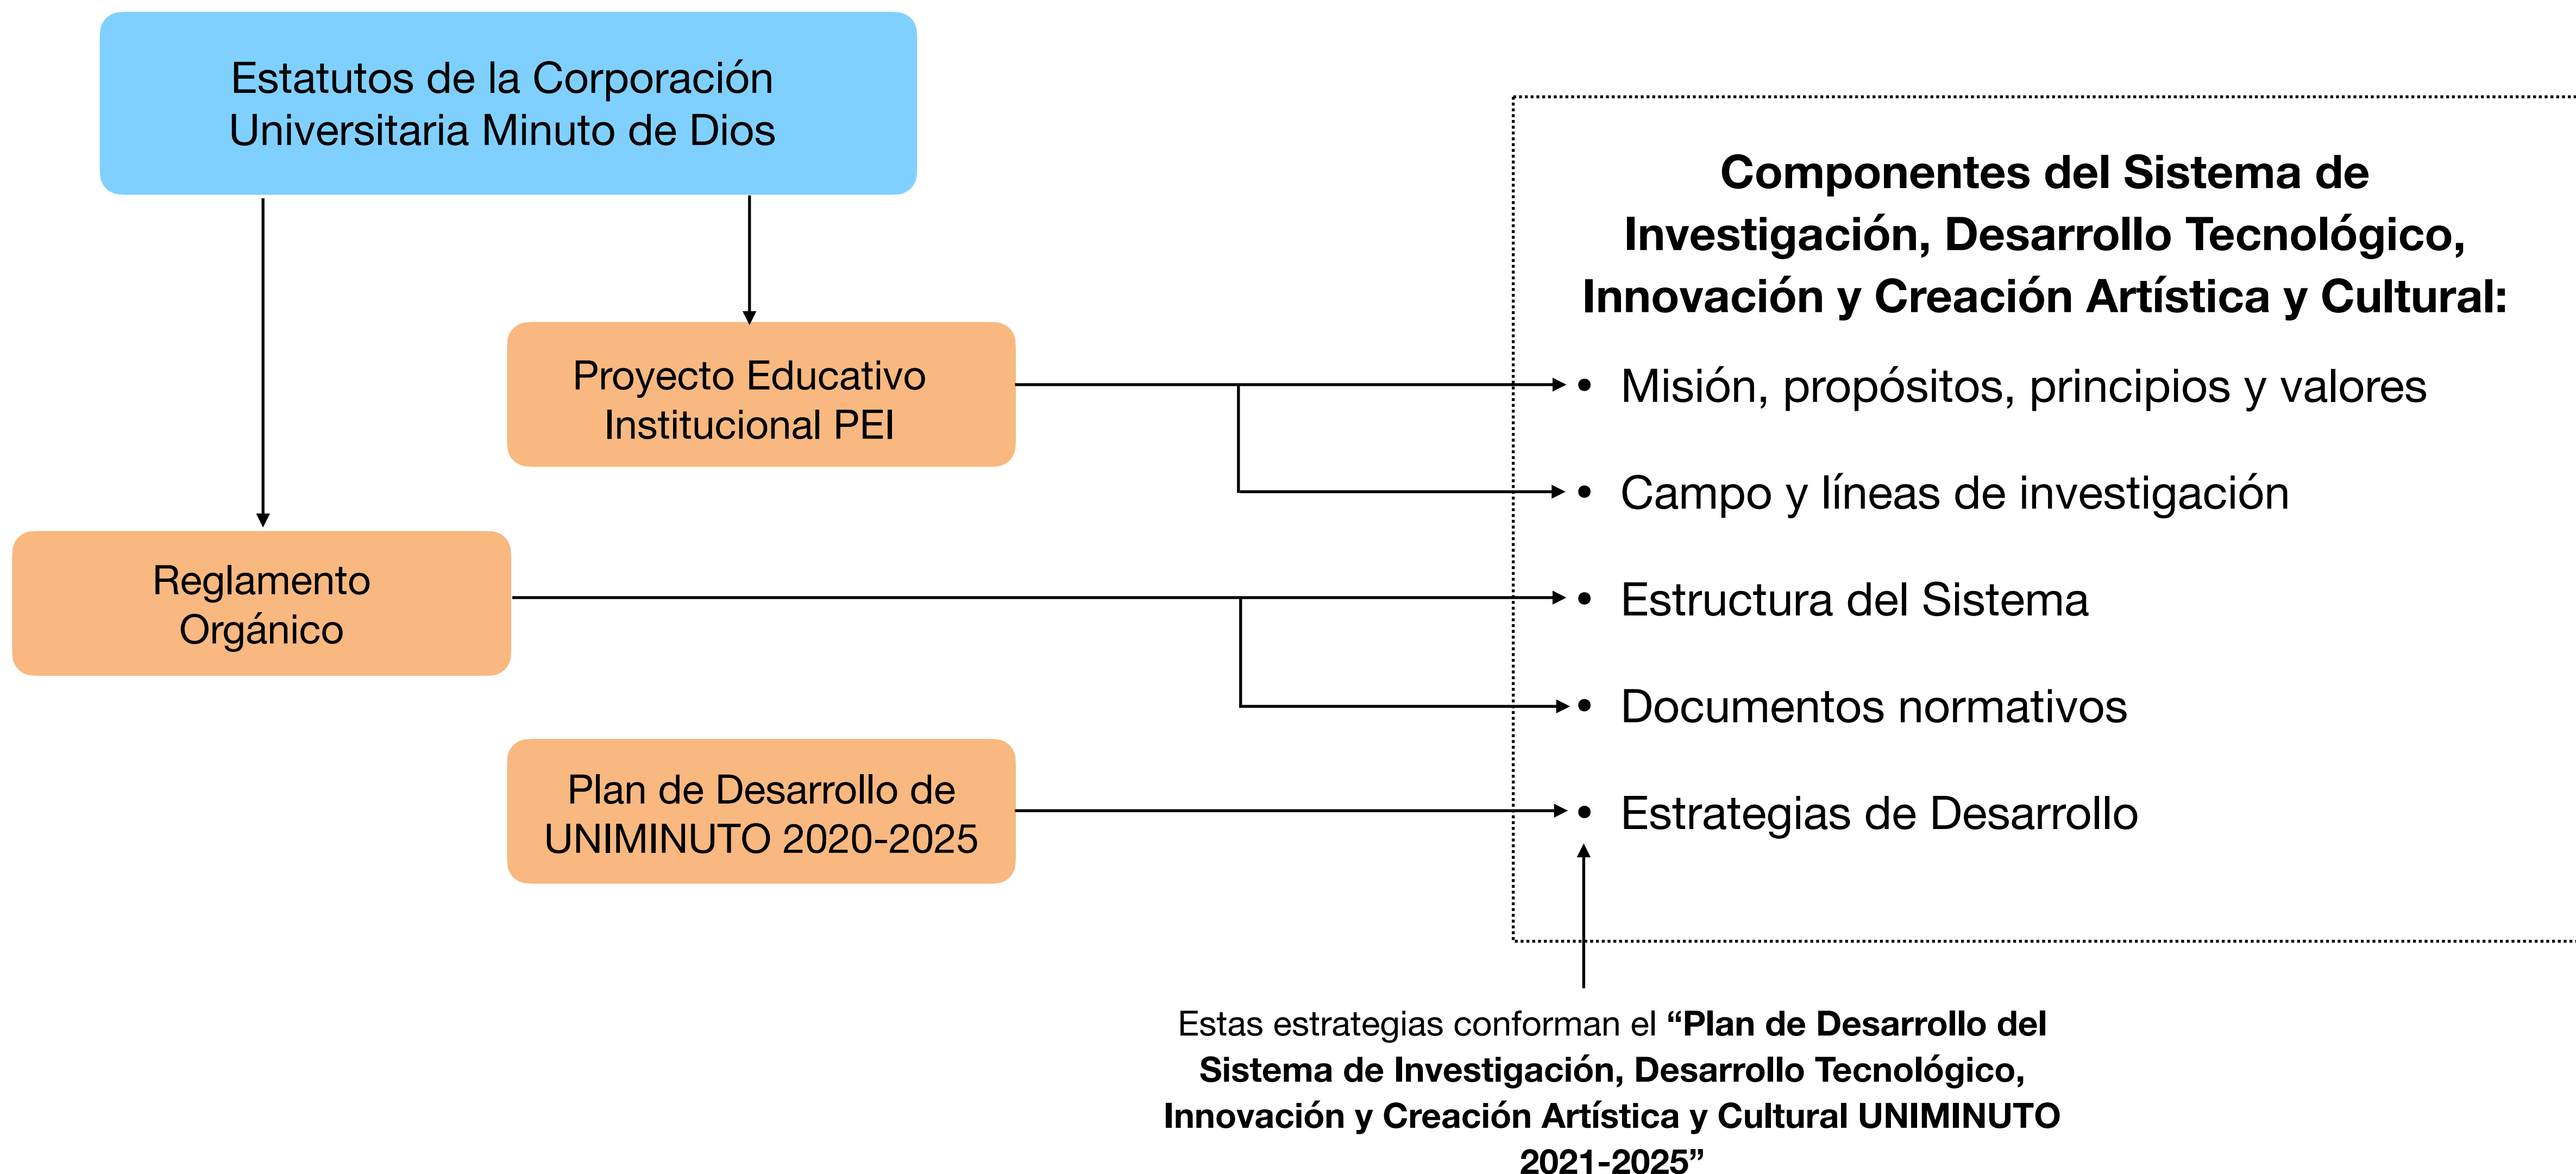 Estatutos de la Corporación
Universitaria Minuto de Dios
Componentes del Sistema de
Investigación, Desarrollo Tecnológico,
Innovación y Creación Artística y Cultural:
Proyecto Educativo
Institucional PEI
• Misión, propósitos, principios y valores
• Campo y líneas de investigación
Reglamento
Orgánico
• Estructura del Sistema
• Documentos normativos
Plan de Desarrollo de
UNIMINUTO 2020-2025
• Estrategias de Desarrollo
Estas estrategias conforman el “Plan de Desarrollo del
Sistema de Investigación, Desarrollo Tecnológico,
Innovación y Creación Artística y Cultural UNIMINUTO
2021-2025”